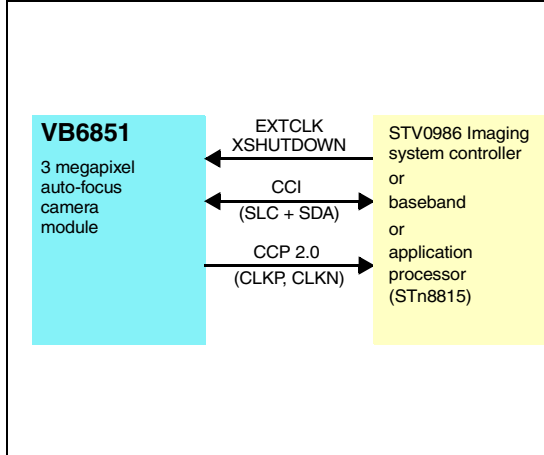 VB6851
3 megapixel
auto-focus
camera
module
EXTCLK
XSHUTDOWN
CCI
(SLC + SDA)
CCP 2.0
(CLKP, CLKN)
STV0986 Imaging
system controller
or
baseband
or
application
processor
(STn8815)